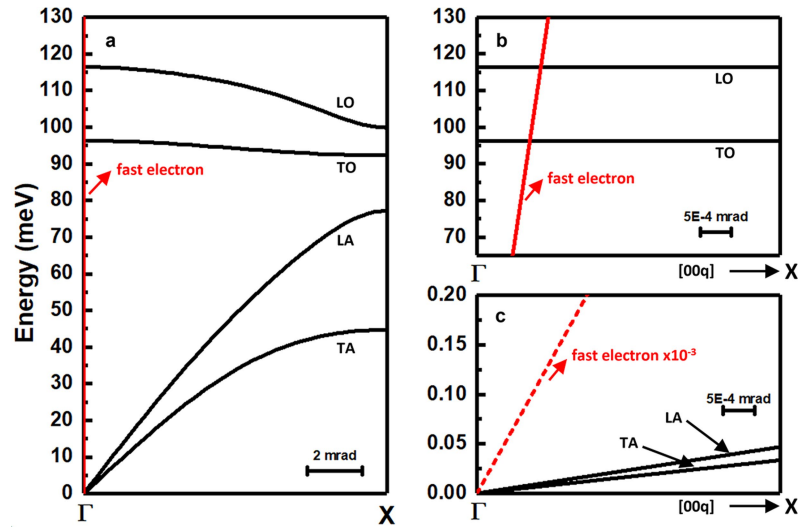 a
130
120
110
100
90
80
70
60
50
40
30
20
10
0
Energy (meV)
LO
TO
fast electron
LA
TA
2 mrad
Γ
X
b
130
120
110
100
90
80
70
LO
TO
fast electron
5E-4 mrad
Γ
[00q]
X
c
0.20
0.15
0.10
0.05
0.00
fast electron x10-3
5E-4 mrad
LA
TA
Γ
[00q]
X